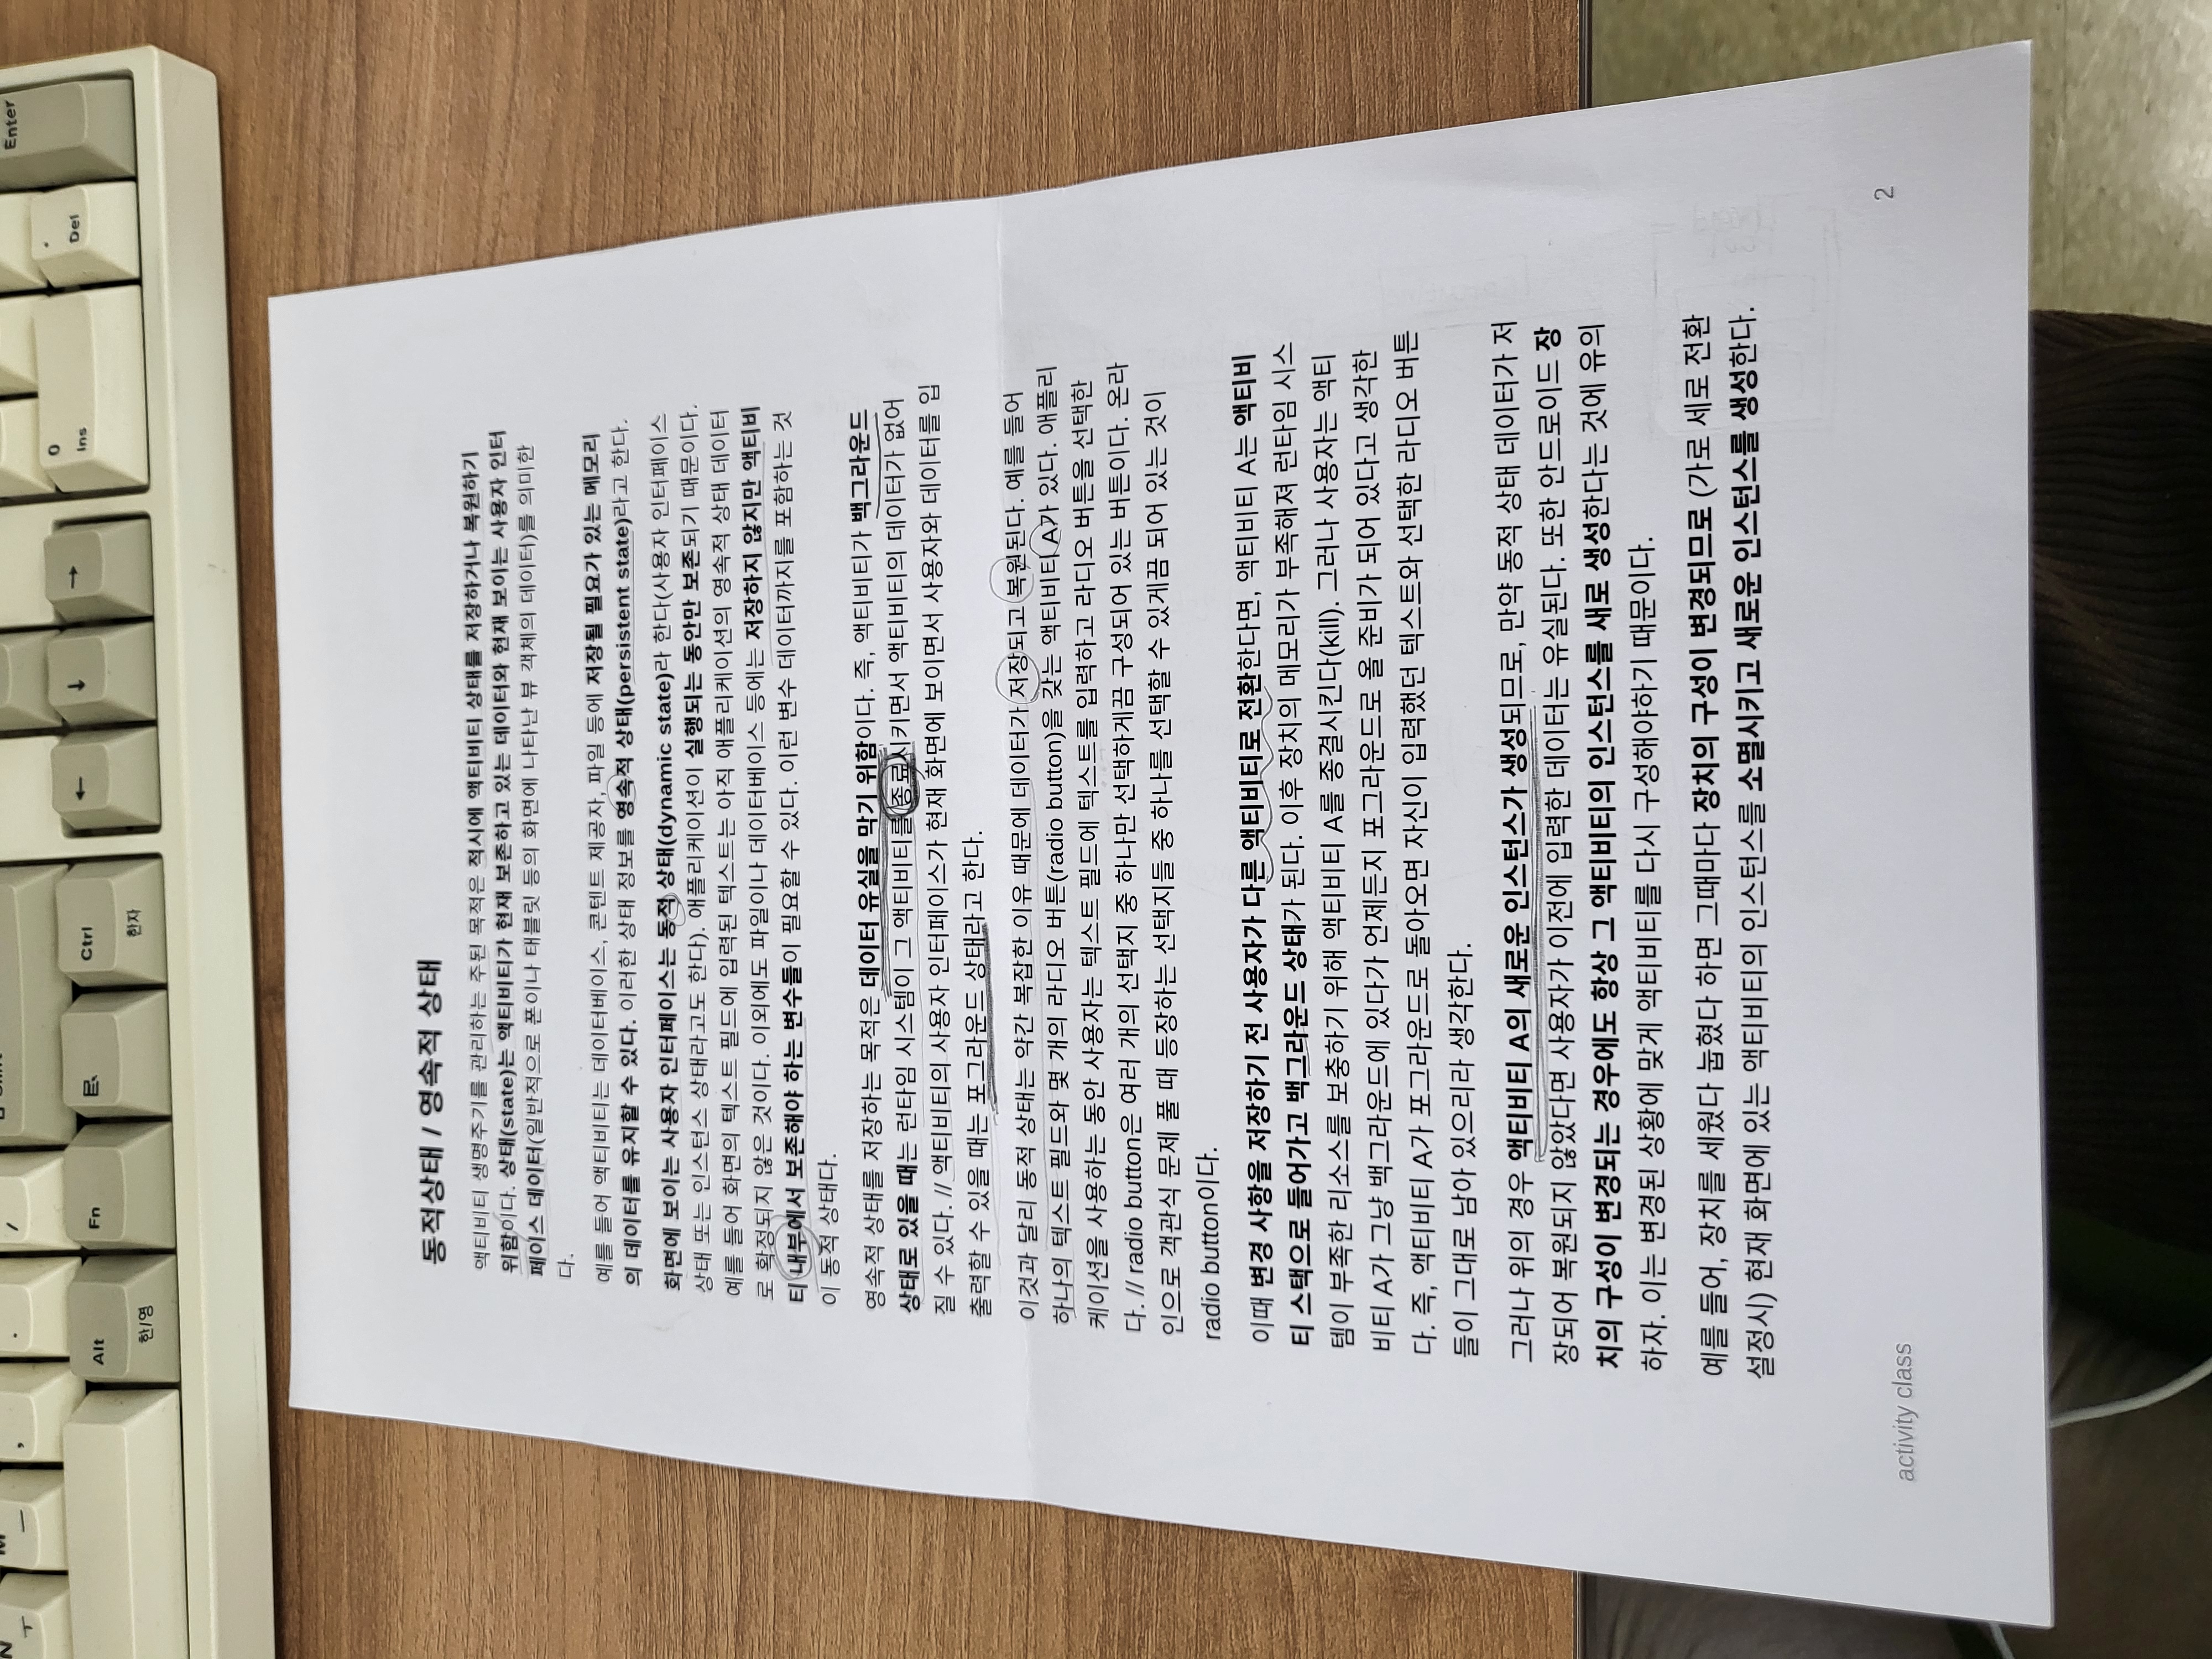 N
ㅜ
M
ㅡ
,
.
/
Shift
Enter
Alt
한/영
Fn
Ctrl
한자
←
↓
→
0
Ins
.
Del
동적상태 / 영속적 상태
액티비티 생명주기를 관리하는 주된 목적은 적시에 액티비티 상태를 저장하거나 복원하기
위함이다. 상태(state)는 액티비티가 현재 보존하고 있는 데이터와 현재 보이는 사용자 인터
페이스 데이터(일반적으로 폰이나 태블릿 등의 화면에 나타난 뷰 객체의 데이터)를 의미한
다.
예를 들어 액티비티는 데이터베이스, 콘텐트 제공자, 파일 등에 저장될 필요가 있는 메모리
의 데이터를 유지할 수 있다. 이러한 상태 정보를 영속적 상태(persistent state)라고 한다.
화면에 보이는 사용자 인터페이스는 동적 상태(dynamic state)라 한다(사용자 인터페이스
상태 또는 인스턴스 상태라고도 한다). 애플리케이션이 실행되는 동안만 보존되기 때문이다.
예를 들어 화면의 텍스트 필드에 입력된 텍스트는 아직 애플리케이션의 영속적 상태 데이터
로 확정되지 않은 것이다. 이외에도 파일이나 데이터베이스 등에는 저장하지 않지만 액티비
티 내부에서 보존해야 하는 변수들이 필요할 수 있다. 이런 변수 데이터까지를 포함하는 것
이 동적 상태다.
영속적 상태를 저장하는 목적은 데이터 유실을 막기 위함이다. 즉, 액티비티가 백그라운드
상태로 있을 때는 런타임 시스템이 그 액티비티를 종료시키면서 액티비티의 데이터가 없어
질 수 있다. // 액티비티의 사용자 인터페이스가 현재 화면에 보이면서 사용자와 데이터를 입
출력할 수 있을 때는 포그라운드 상태라고 한다.
이것과 달리 동적 상태는 약간 복잡한 이유 때문에 데이터가 저장되고 복원된다. 예를 들어
하나의 텍스트 필드와 몇 개의 라디오 버튼(radio button)을 갖는 액티비티 A가 있다. 애플리
케이션을 사용하는 동안 사용자는 텍스트 필드에 텍스트를 입력하고 라디오 버튼을 선택한
다. // radio button은 여러 개의 선택지 중 하나만 선택하게끔 구성되어 있는 버튼이다. 온라
인으로 객관식 문제 풀 때 등장하는 선택지들 중 하나를 선택할 수 있게끔 되어 있는 것이
radio button이다.
이때 변경 사항을 저장하기 전 사용자가 다른 액티비티로 전환한다면, 액티비티 A는 액티비
티 스택으로 들어가고 백그라운드 상태가 된다. 이후 장치의 메모리가 부족해져 런타임 시스
템이 부족한 리소스를 보충하기 위해 액티비티 A를 종결시킨다(kill). 그러나 사용자는 액티
비티 A가 그냥 백그라운드에 있다가 언제든지 포그라운드로 올 준비가 되어 있다고 생각한
다. 즉, 액티비티 A가 포그라운드로 돌아오면 자신이 입력했던 텍스트와 선택한 라디오 버튼
들이 그대로 남아 있으리라 생각한다.
그러나 위의 경우 액티비티 A의 새로운 인스턴스가 생성되므로, 만약 동적 상태 데이터가 저
장되어 복원되지 않았다면 사용자가 이전에 입력한 데이터는 유실된다. 또한 안드로이드 장
치의 구성이 변경되는 경우에도 항상 그 액티비티의 인스턴스를 새로 생성한다는 것에 유의
하자. 이는 변경된 상황에 맞게 액티비티를 다시 구성해야하기 때문이다.
예를 들어, 장치를 세웠다 눕혔다 하면 그때마다 장치의 구성이 변경되므로 (가로 세로 전환
설정시) 현재 화면에 있는 액티비티의 인스턴스를 소멸시키고 새로운 인스턴스를 생성한다.
activity class
2